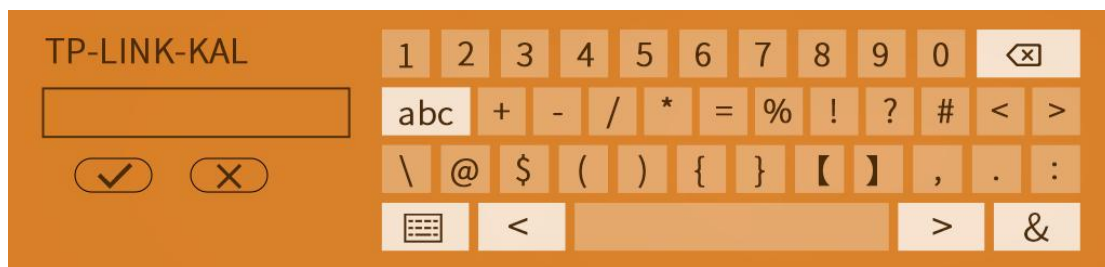 TP-LINK-KAL
1 2 3 4 5 6 7 8 9 0
abc + - / * = % ! ? # < >
\ @ $ ( ) { } 【 】 , . :
< > &